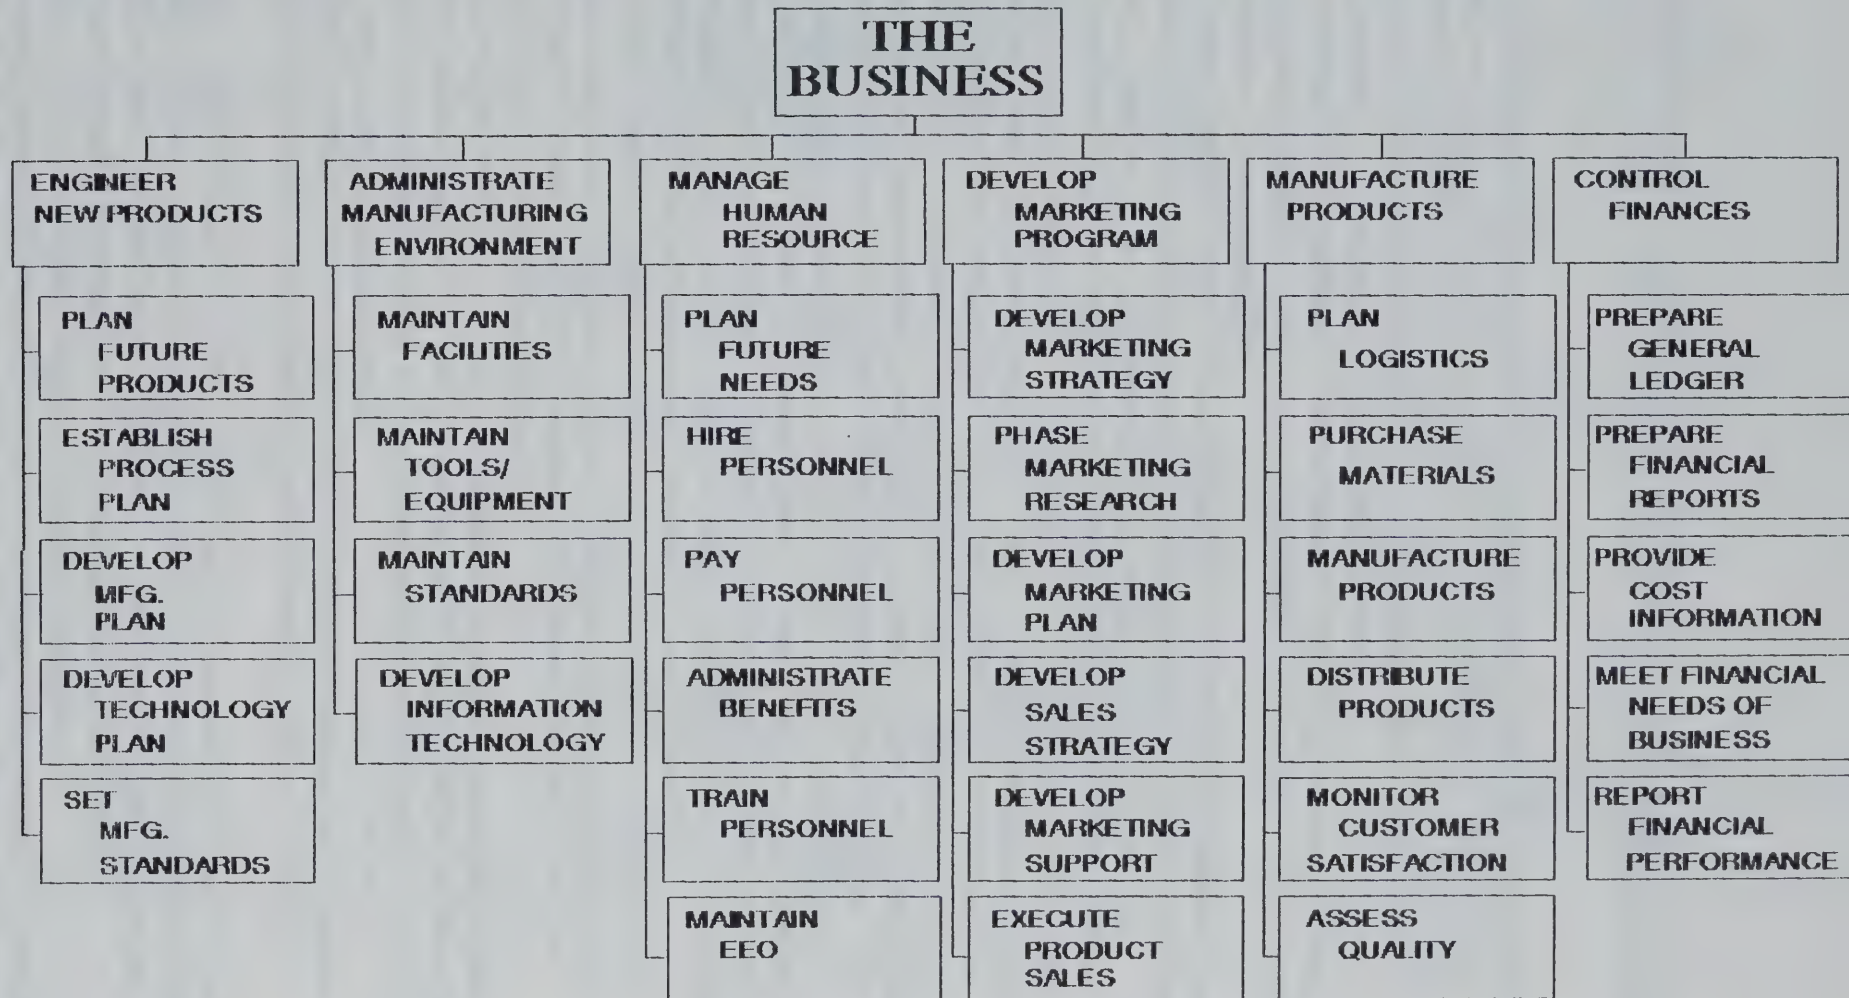 THE
BUSINESS
ENGINEER
NEW PRODUCTS
PLAN
FUTURE
PRODUCTS
ESTABLISH
PROCESS
PLAN
DEVELOP
MFG.
PLAN
DEVELOP
TECHNOLOGY
PLAN
SET
MFG.
STANDARDS
ADMINISTRATE
MANUFACTURING
ENVIRONMENT
MAINTAIN
FACILITIES
MAINTAIN
TOOLS/
EQUIPMENT
MAINTAIN
STANDARDS
DEVELOP
INFORMATION
TECHNOLOGY
MANAGE
HUMAN
RESOURCE
PLAN
FUTURE
NEEDS
HIRE
PERSONNEL
PAY
PERSONNEL
ADMINISTRATE
BENEFITS
TRAIN
PERSONNEL
MAINTAIN
EEO
DEVELOP
MARKETING
PROGRAM
DEVELOP
MARKETING
STRATEGY
PHASE
MARKETING
RESEARCH
DEVELOP
MARKETING
PLAN
DEVELOP
SALES
STRATEGY
DEVELOP
MARKETING
SUPPORT
EXECUTE
PRODUCT
SALES
MANUFACTURE
PRODUCTS
PLAN
LOGISTICS
PURCHASE
MATERIALS
MANUFACTURE
PRODUCTS
DISTRIBUTE
PRODUCTS
MONITOR
CUSTOMER
SATISFACTION
ASSESS
QUALITY
CONTROL
FINANCES
PREPARE
GENERAL
LEDGER
PREPARE
FINANCIAL
REPORTS
PROVIDE
COST
INFORMATION
MEET FINANCIAL
NEEDS OF
BUSINESS
REPORT
FINANCIAL
PERFORMANCE